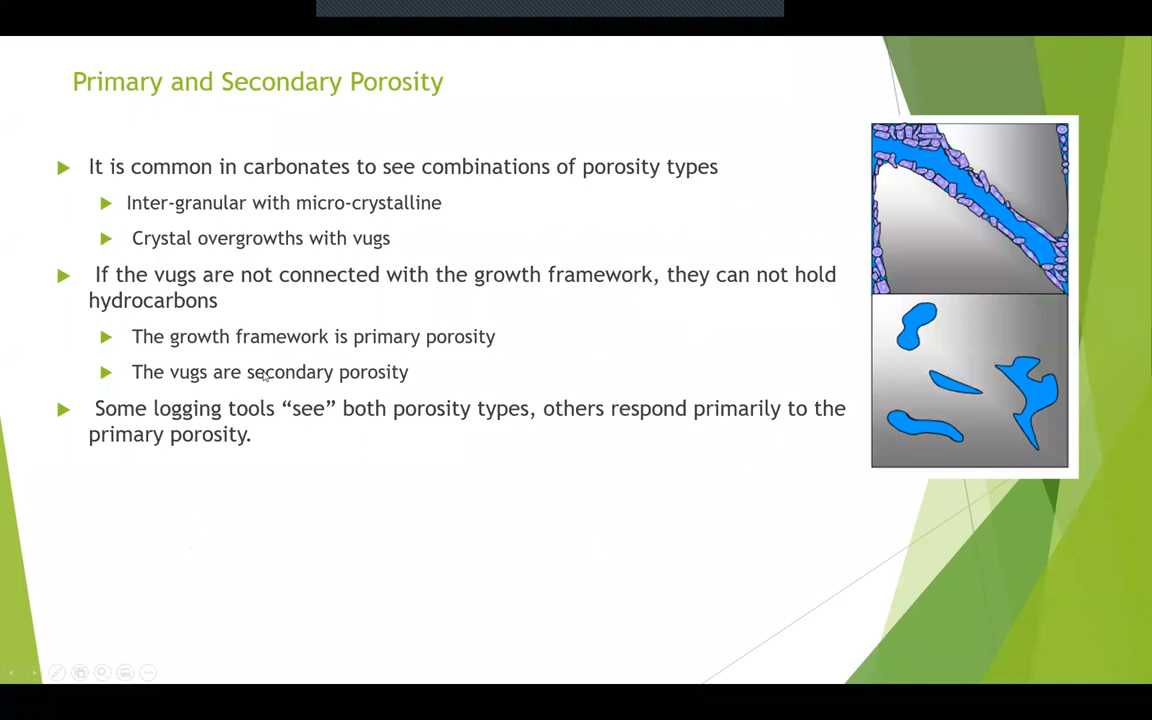 Primary and Secondary Porosity
It is common in carbonates to see combinations of porosity types
Inter-granular with micro-crystalline
Crystal overgrowths with vugs
If the vugs are not connected with the growth framework, they can not hold
hydrocarbons
The growth framework is primary porosity
The vugs are secondary porosity
Some logging tools “see” both porosity types, others respond primarily to the
primary porosity.